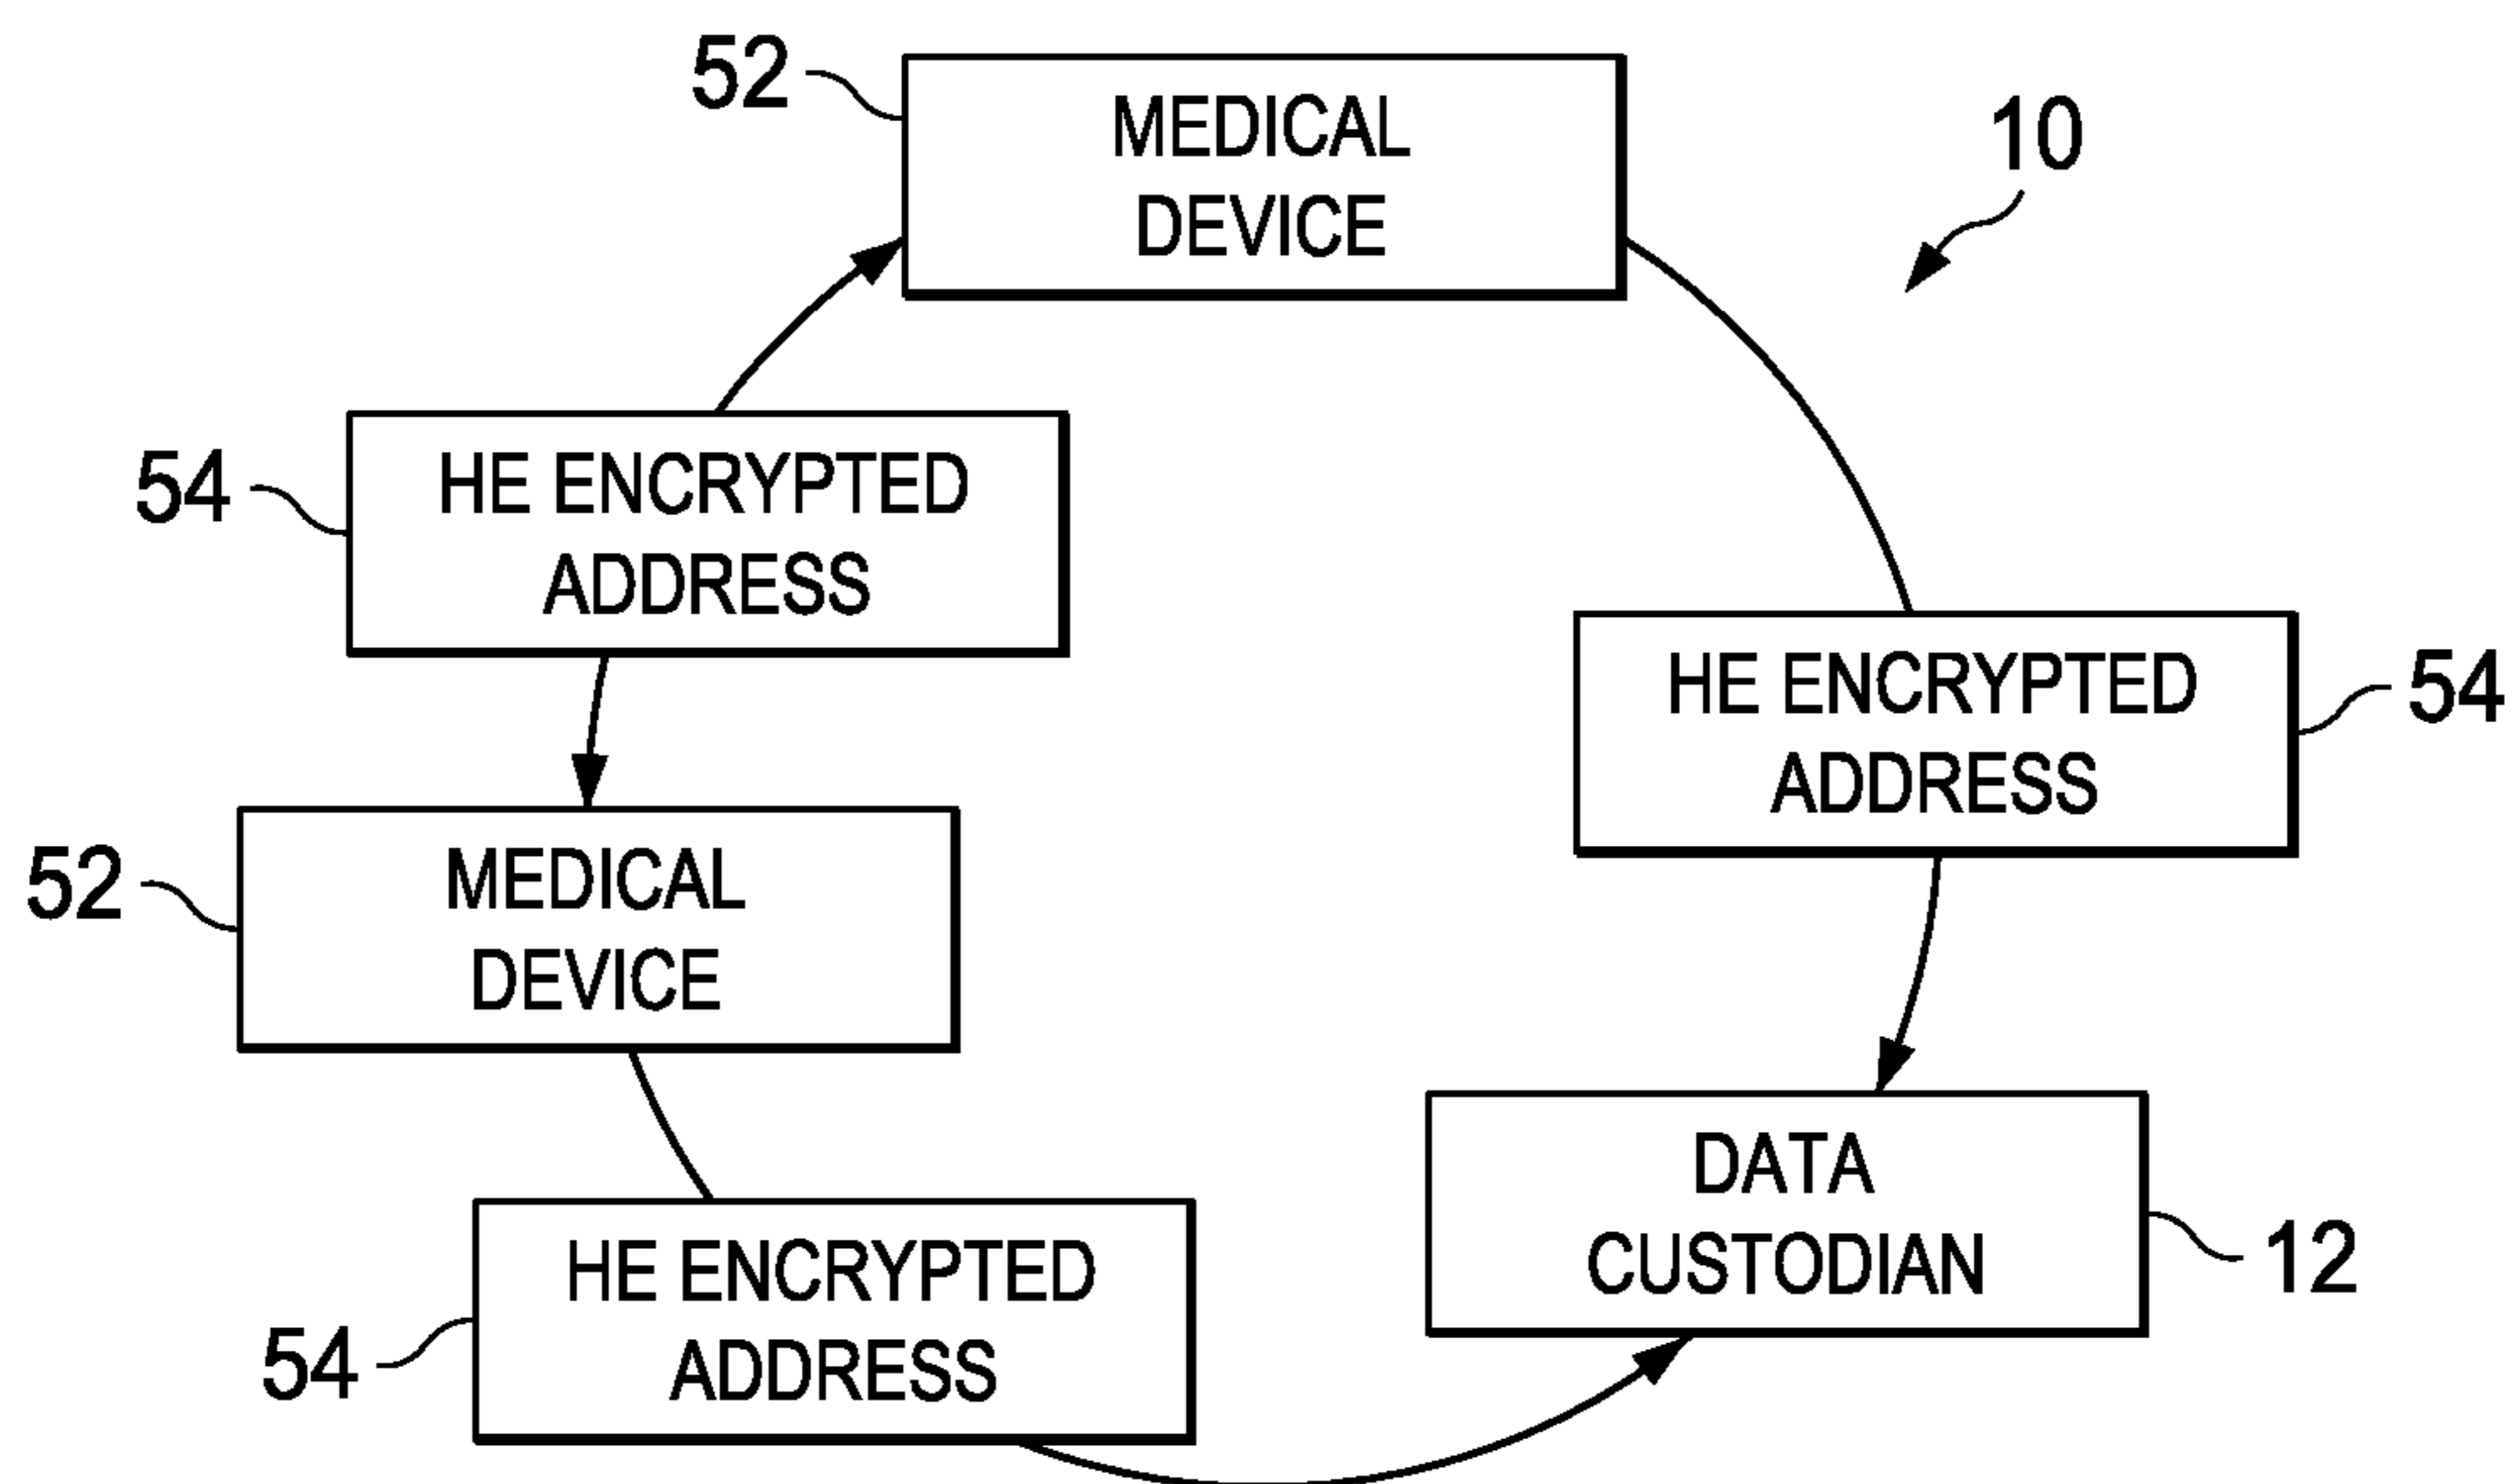 52
MEDICAL
DEVICE
10
54
HE ENCRYPTED
ADDRESS
HE ENCRYPTED
ADDRESS
54
52
MEDICAL
DEVICE
DATA
CUSTODIAN
12
54
HE ENCRYPTED
ADDRESS